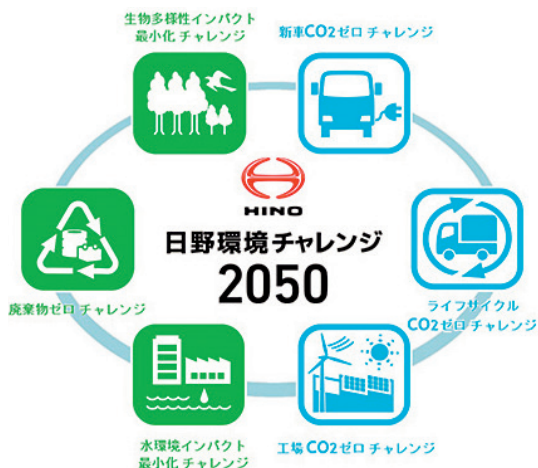 生物多様性インパクト
最小化 チャレンジ
新車CO2ゼロ チャレンジ
HINO
日野環境チャレンジ
2050
廃棄物ゼロ チャレンジ
ライフサイクル
CO2ゼロ チャレンジ
水環境インパクト
最小化 チャレンジ
工場 CO2ゼロ チャレンジ